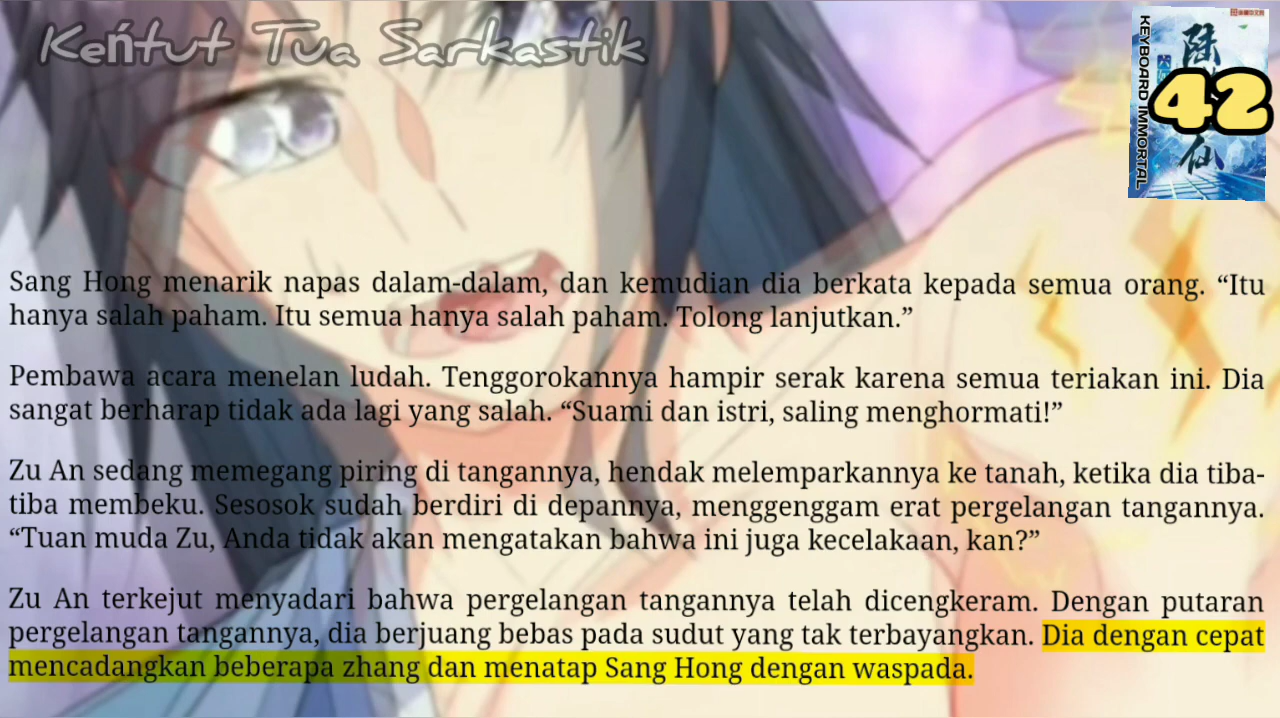 Keńtut Tua Sarkastik
KEYBOARD IMMORTAL
42
Sang Hong menarik napas dalam-dalam, dan kemudian dia berkata kepada semua orang. “Itu
hanya salah paham. Itu semua hanya salah paham. Tolong lanjutkan.”
Pembawa acara menelan ludah. Tenggorokannya hampir serak karena semua teriakan ini. Dia
sangat berharap tidak ada lagi yang salah. “Suami dan istri, saling menghormati!”
Zu An sedang memegang piring di tangannya, hendak melemparkannya ke tanah, ketika dia tiba-
tiba membeku. Sesosok sudah berdiri di depannya, menggenggam erat pergelangan tangannya.
“Tuan muda Zu, Anda tidak akan mengatakan bahwa ini juga kecelakaan, kan?”
Zu An terkejut menyadari bahwa pergelangan tangannya telah dicengkeram. Dengan putaran
pergelangan tangannya, dia berjuang bebas pada sudut yang tak terbayangkan. Dia dengan cepat
mencadangkan beberapa zhang dan menatap Sang Hong dengan waspada.